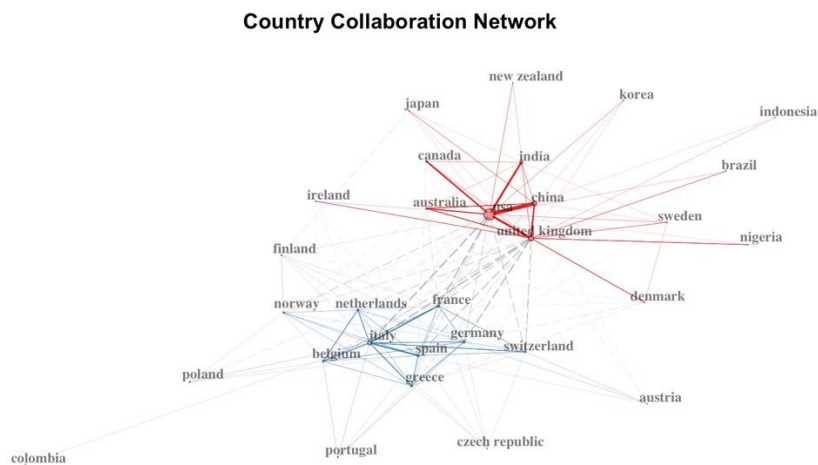 Country Collaboration Network
new zealand
japan
korea
indonesia
canada
india
brazil
ireland
australia
usa
china
united kingdom
sweden
nigeria
finland
norway
netherlands
france
denmark
italy
germany
belgium
spain
switzerland
poland
greece
austria
portugal
czech republic
colombia